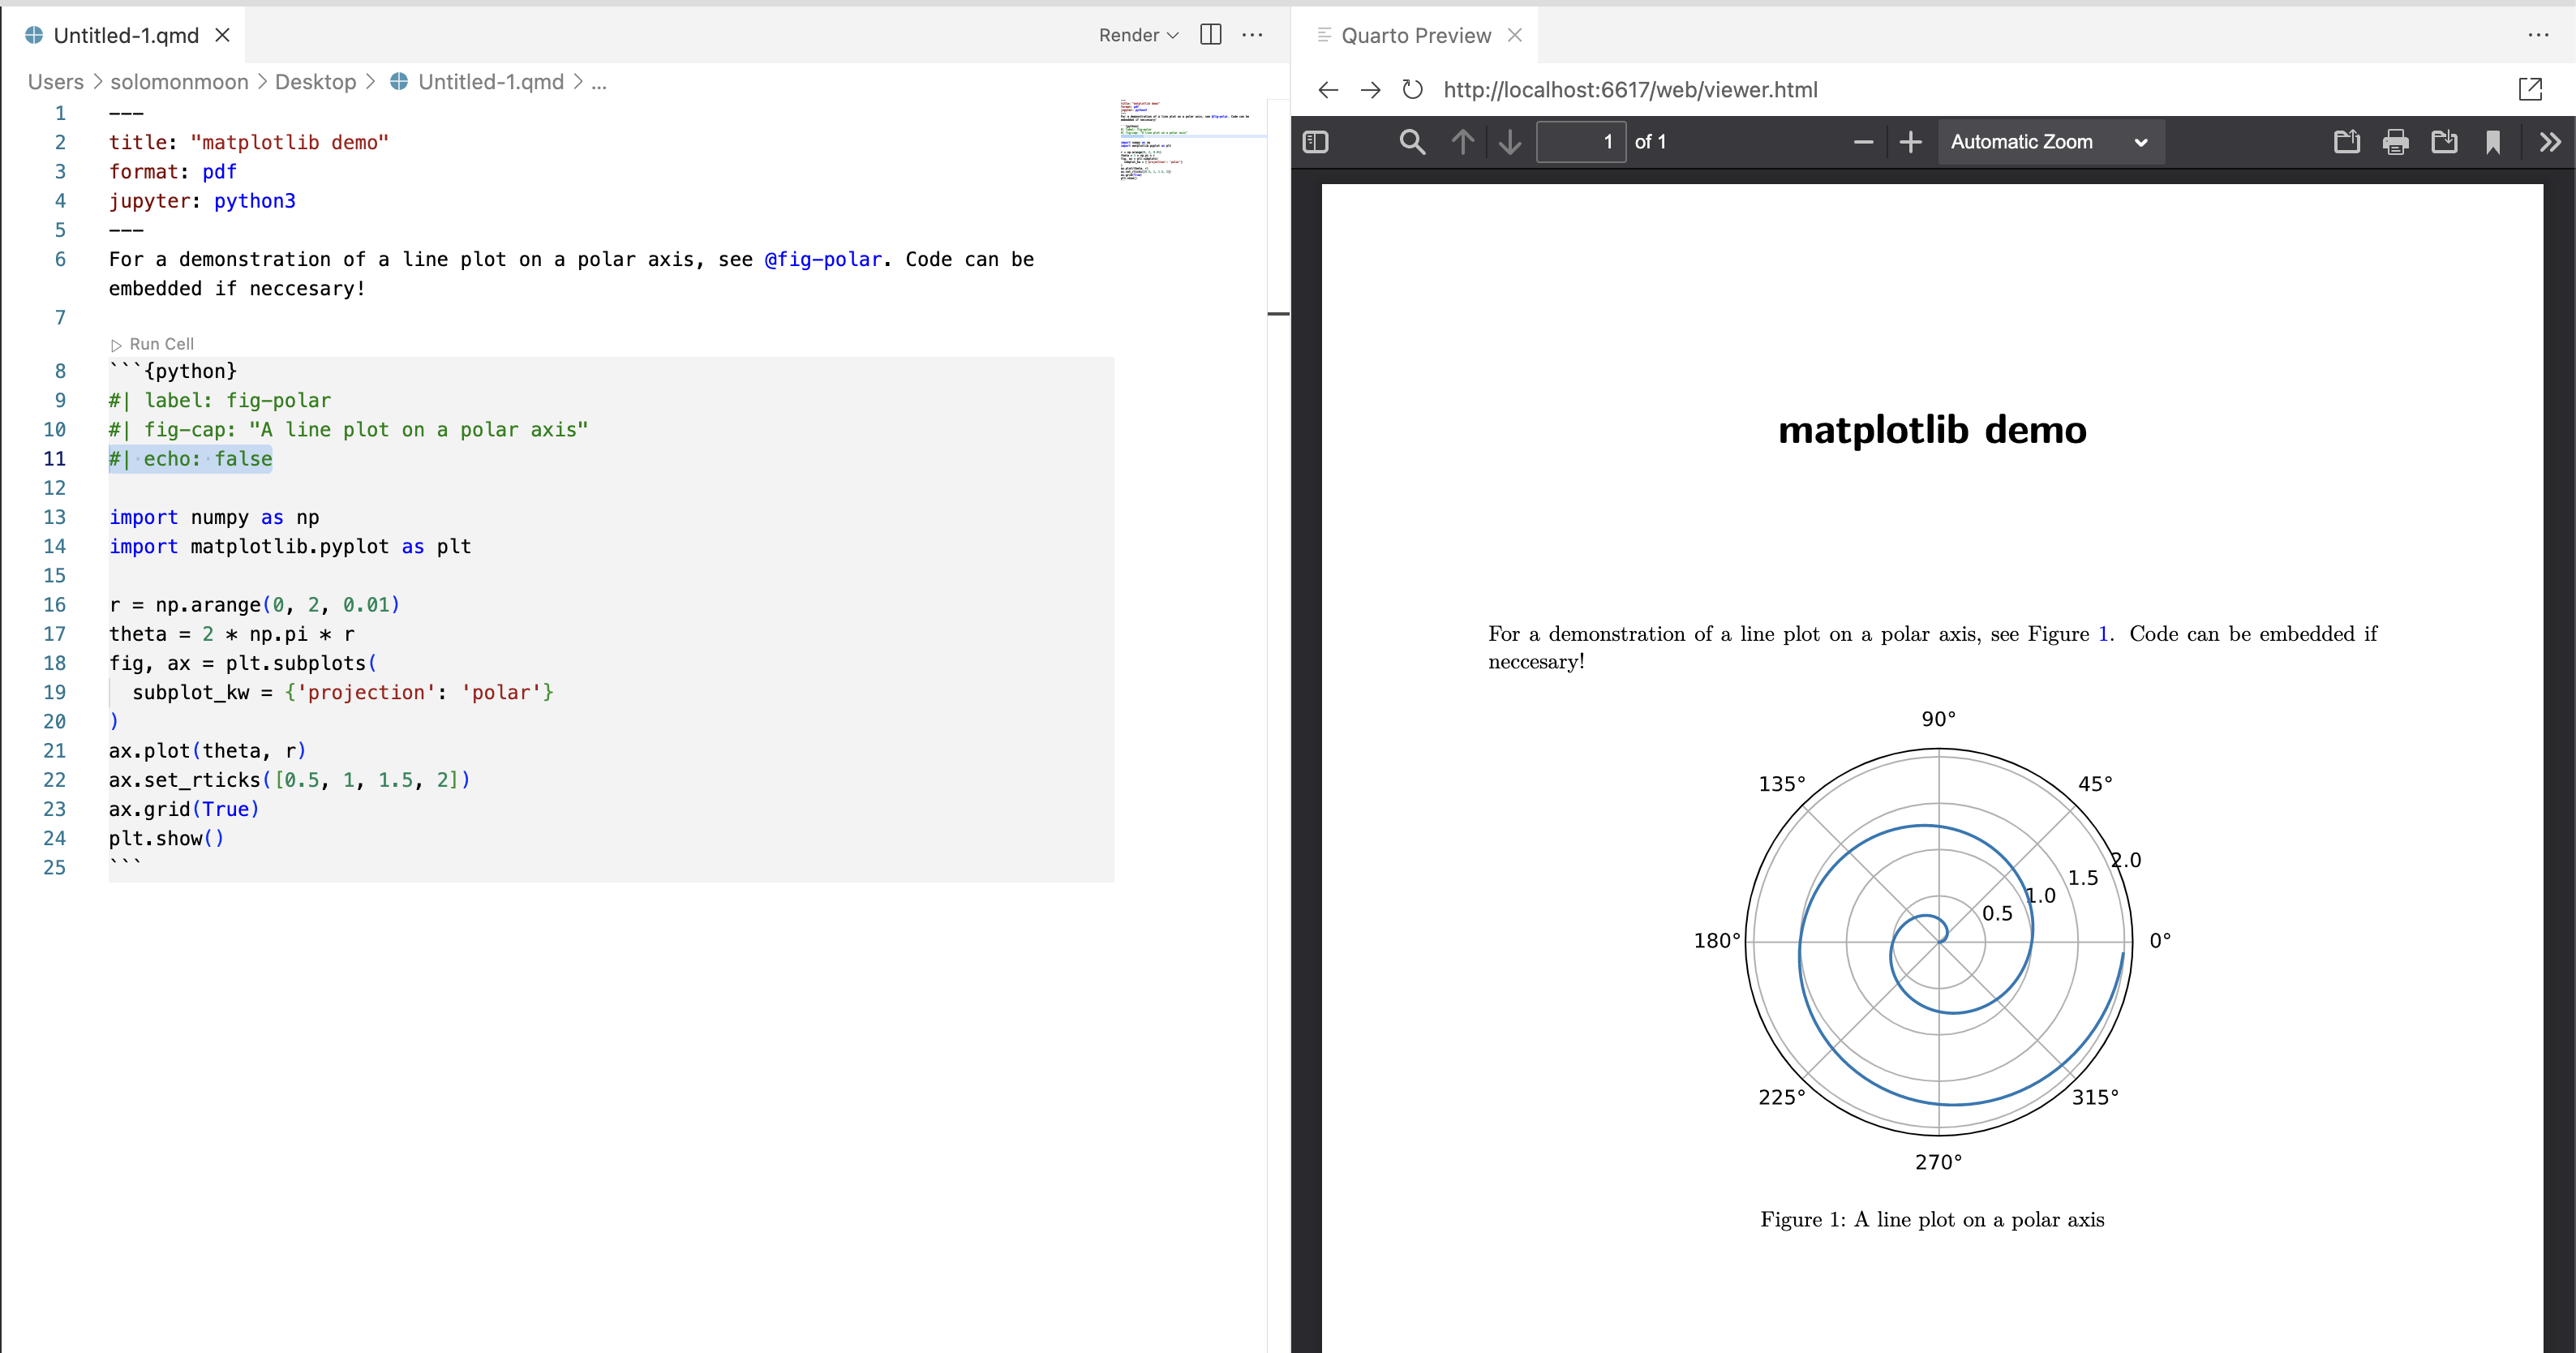 Untitled-1.qmd
Render
Users > solomonmoon > Desktop > Untitled-1.qmd > ...
1 ---
2 title: "matplotlib demo"
3 format: pdf
4 jupyter: python3
5 ---
6 For a demonstration of a line plot on a polar axis, see @fig-polar. Code can be
embedded if neccesary!
7
Run Cell
8 ```{python}
9 #| label: fig-polar
10 #| fig-cap: "A line plot on a polar axis"
11 #| echo: false
12
13 import numpy as np
14 import matplotlib.pyplot as plt
15
16 r = np.arange(0, 2, 0.01)
17 theta = 2 * np.pi * r
18 fig, ax = plt.subplots(
19   subplot_kw = {'projection': 'polar'}
20 )
21 ax.plot(theta, r)
22 ax.set_rticks([0.5, 1, 1.5, 2])
23 ax.grid(True)
24 plt.show()
25 ```
Quarto Preview
http://localhost:6617/web/viewer.html
1 of 1
Automatic Zoom
matplotlib demo
For a demonstration of a line plot on a polar axis, see Figure 1. Code can be embedded if
neccesary!
90°
135°
45°
2.0
1.5
1.0
0.5
180°
0°
225°
315°
270°
Figure 1: A line plot on a polar axis